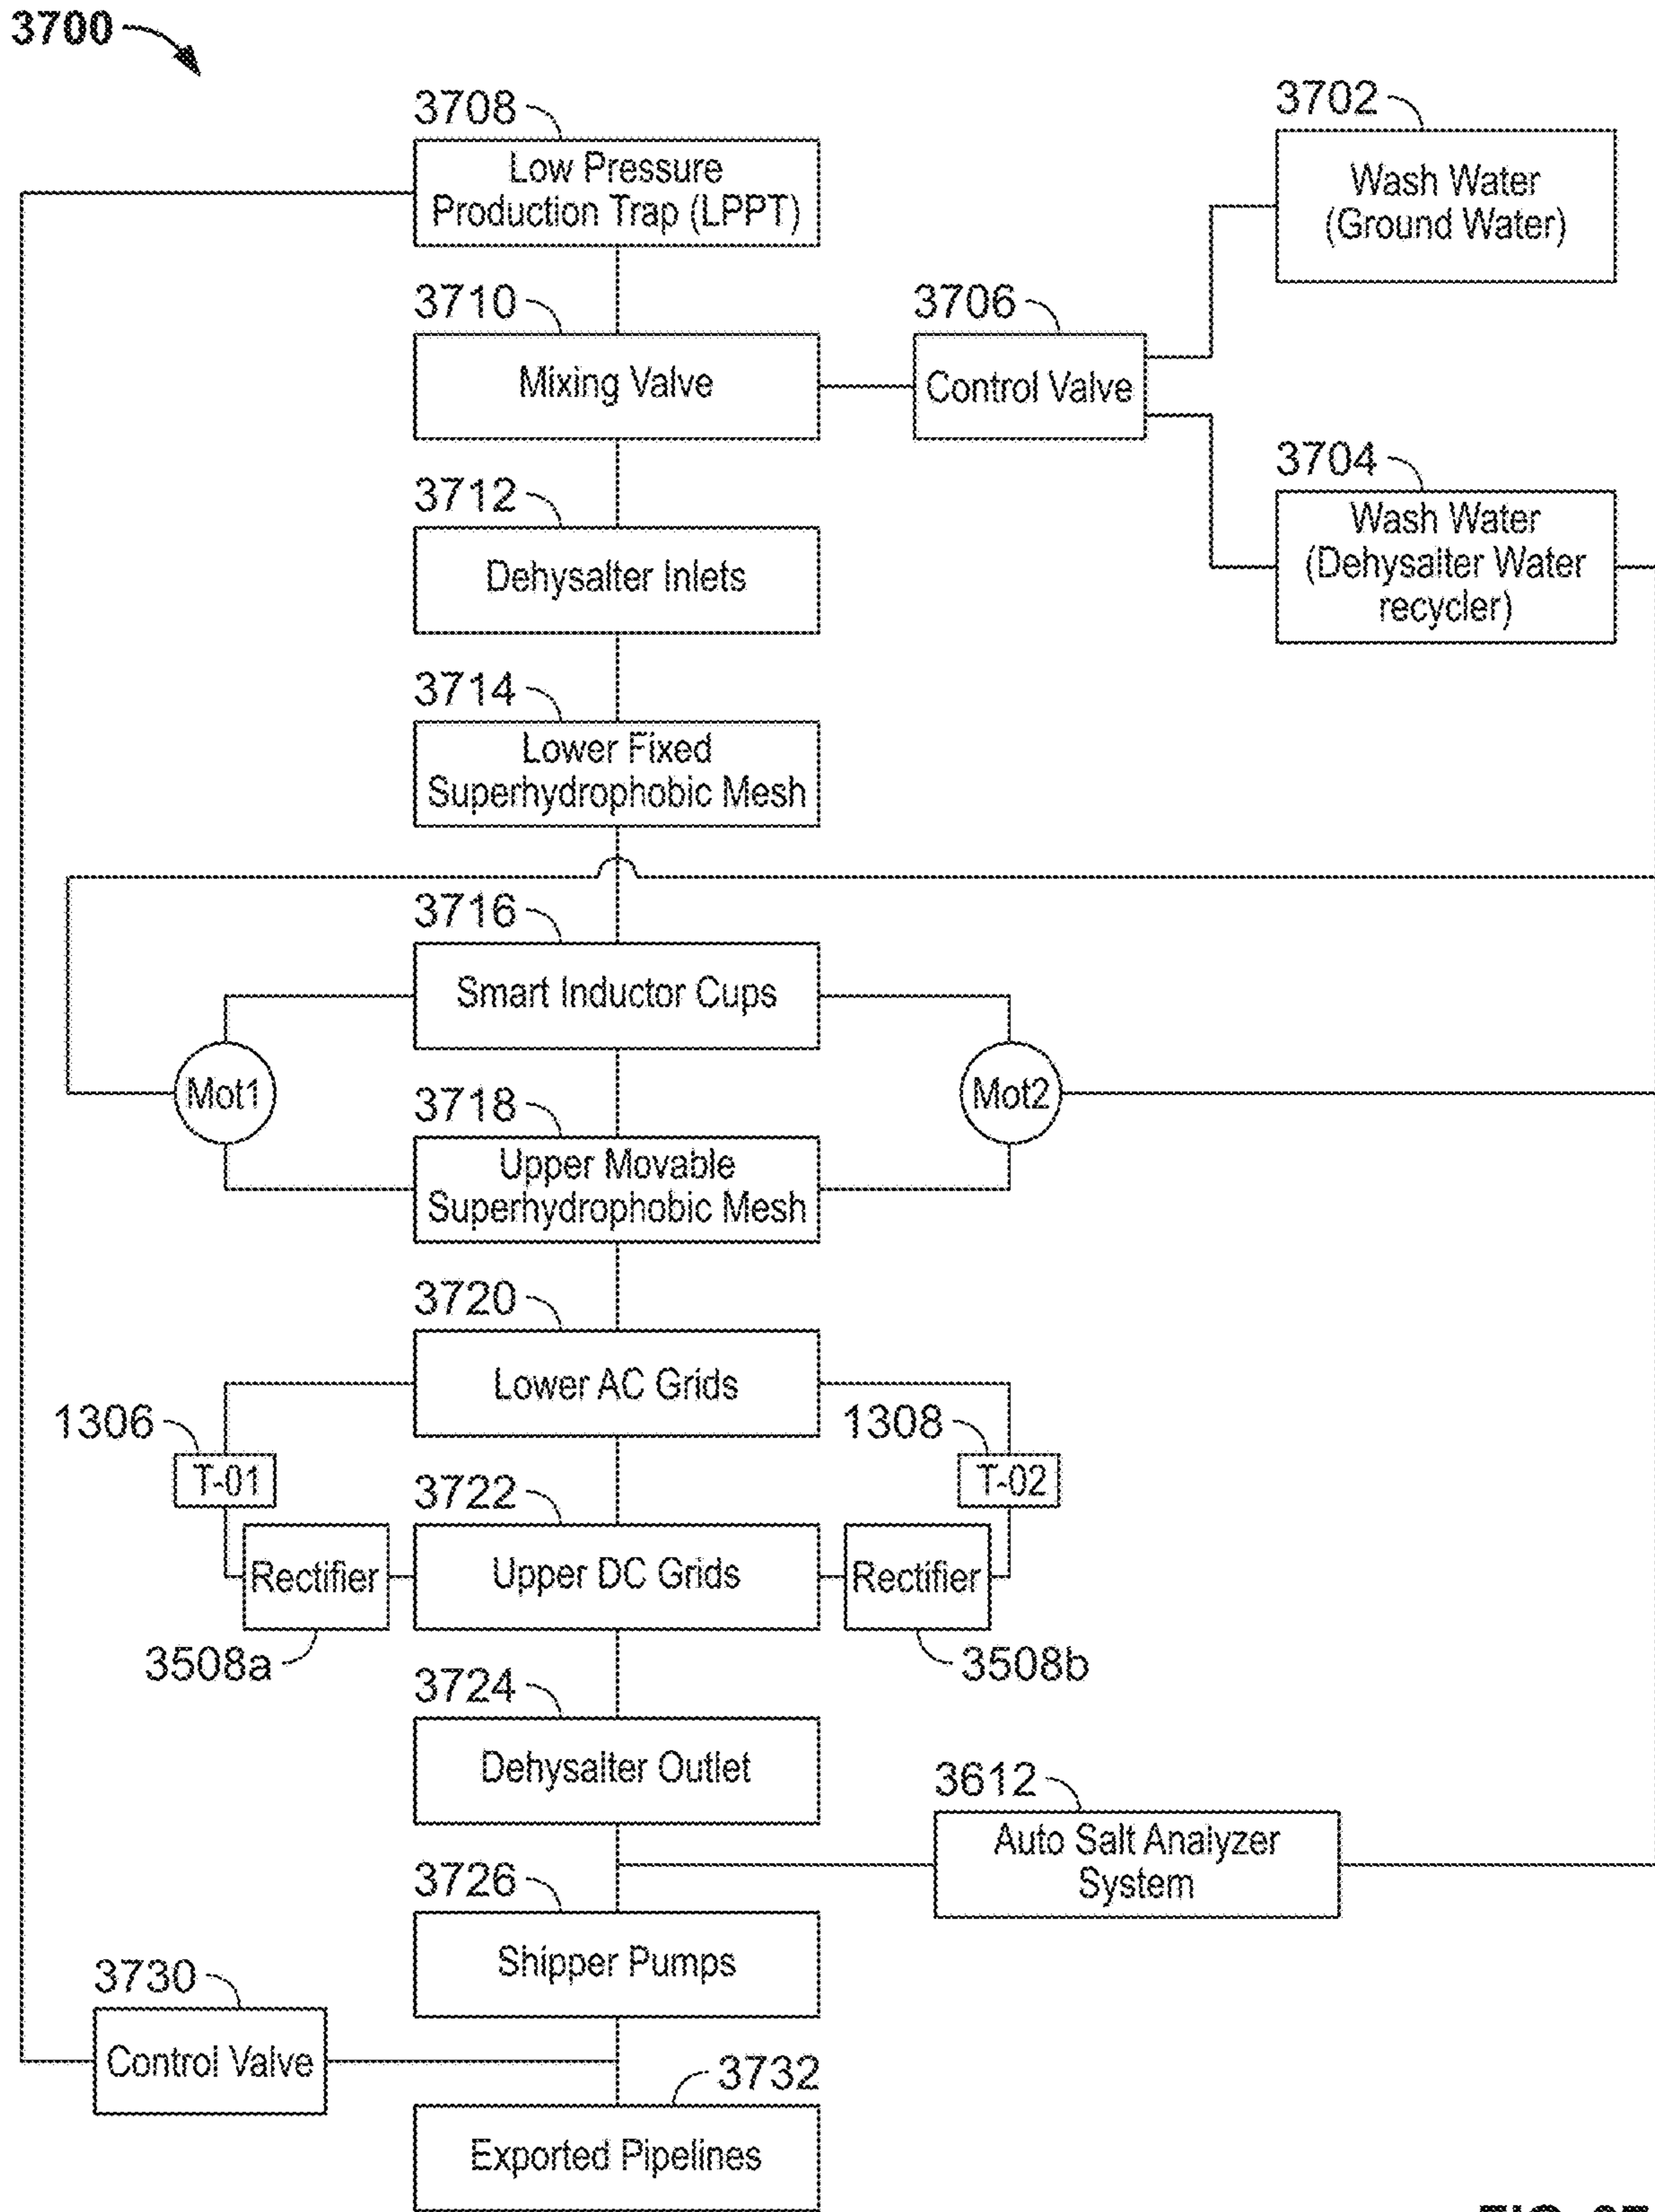 3700
3708
Low Pressure
Production Trap (LPPT)
3702
Wash Water
(Ground Water)
3710
Mixing Valve
3706
Control Valve
3704
Wash Water
(Dehysalter Water
recycler)
3712
Dehysalter Inlets
3714
Lower Fixed
Superhydrophobic Mesh
3716
Smart Inductor Cups
Mot1
Mot2
3718
Upper Movable
Superhydrophobic Mesh
3720
Lower AC Grids
1306
T-01
1308
T-02
3722
Rectifier
Upper DC Grids
Rectifier
3508a
3508b
3724
Dehysalter Outlet
3612
Auto Salt Analyzer
System
3726
Shipper Pumps
3730
Control Valve
3732
Exported Pipelines